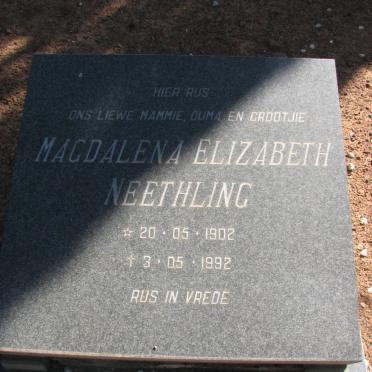 HIER RUS
ONS LIEWE MAMMIE, OUMA EN GROOTJIE
MAGDALENA ELIZABETH
NEETHLING
☆ 20 · 05 · 1902
† 3 · 05 · 1992
RUS IN VREDE